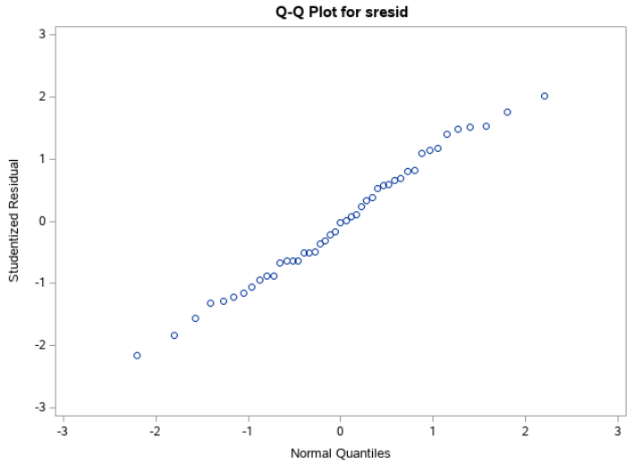 Q-Q Plot for sresid
3
2
1
0
-1
-2
-3
Studentized Residual
-3 -2 -1 0 1 2 3
Normal Quantiles